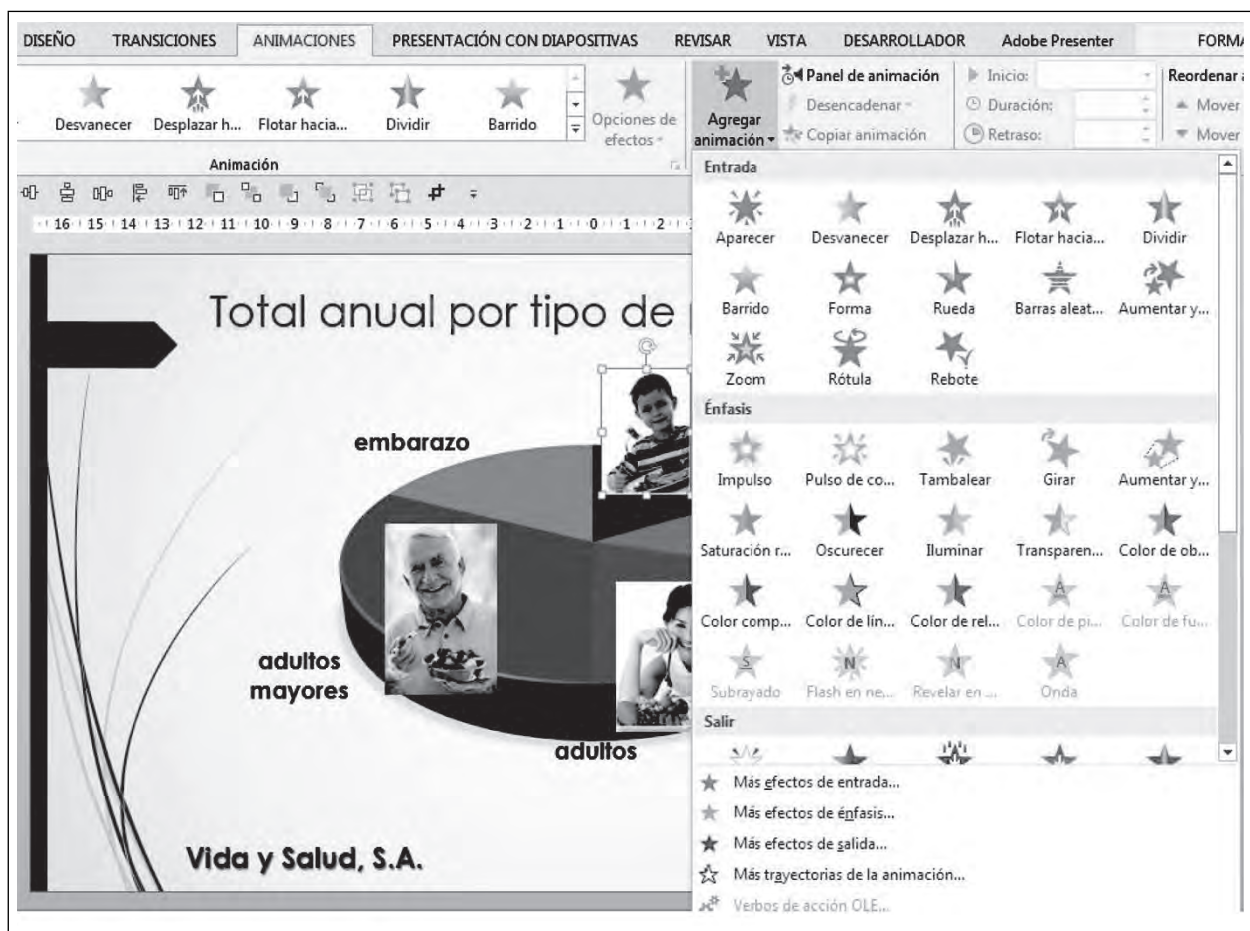 DISEÑO TRANSICIONES ANIMACIONES PRESENTACIÓN CON DIAPOSITIVAS REVISAR VISTA DESARROLLADOR Adobe Presenter FORMA
Desvanecer Desplazar h... Flotar hacia... Dividir Barrido
Opciones de efectos
Agregar animación
Panel de animación
Desencadenar
Copiar animación
Inicio:
Duración:
Retraso:
Reordenar a
Mover
Mover
Animación
16 15 14 13 12 11 10 9 8 7 6 5 4 3 2 1 0 1 2
Total anual por tipo de
embarazo
adultos
mayores
adultos
Vida y Salud, S.A.
Entrada
Aparecer Desvanecer Desplazar h... Flotar hacia... Dividir
Barrido Forma Rueda Barras aleat... Aumentar y...
Zoom Rótula Rebote
Énfasis
Impulso Pulso de co... Tambalear Girar Aumentar y...
Saturación r... Oscurecer Iluminar Transparen... Color de ob...
Color comp... Color de lín... Color de rel... Color de pi... Color de fu...
Subrayado Flash en ne... Revelar en ... Onda
Salir
Más efectos de entrada...
Más efectos de énfasis...
Más efectos de salida...
Más trayectorias de la animación...
Verbos de acción OLE...